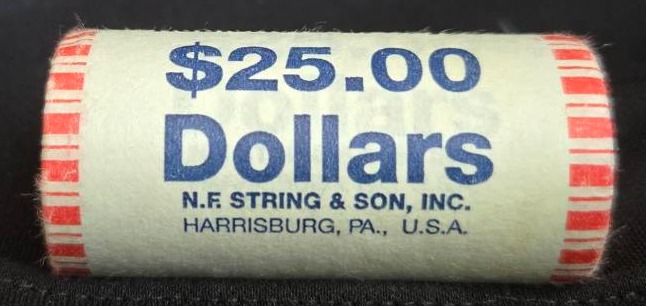 $25.00
Dollars
N.F. STRING & SON, INC.
HARRISBURG, PA., U.S.A.